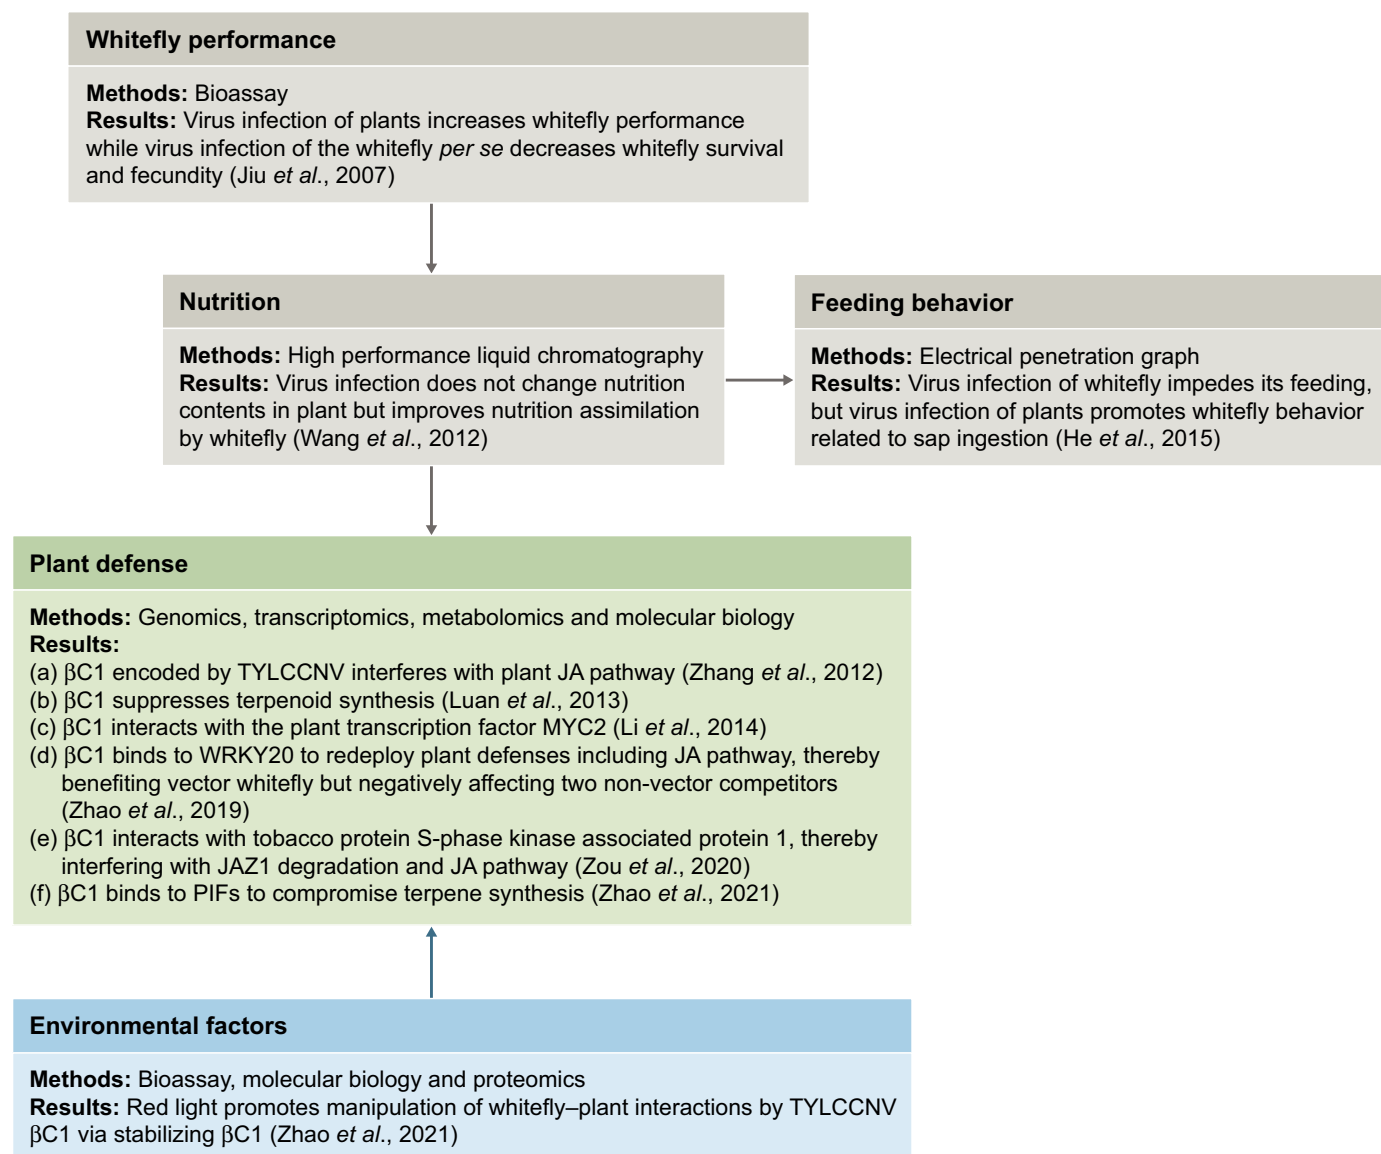 Whitefly performance
Methods: Bioassay
Results: Virus infection of plants increases whitefly performance
while virus infection of the whitefly per se decreases whitefly survival
and fecundity (Jiu et al., 2007)
Nutrition
Methods: High performance liquid chromatography
Results: Virus infection does not change nutrition
contents in plant but improves nutrition assimilation
by whitefly (Wang et al., 2012)
Feeding behavior
Methods: Electrical penetration graph
Results: Virus infection of whitefly impedes its feeding,
but virus infection of plants promotes whitefly behavior
related to sap ingestion (He et al., 2015)
Plant defense
Methods: Genomics, transcriptomics, metabolomics and molecular biology
Results:
(a) βC1 encoded by TYLCCNV interferes with plant JA pathway (Zhang et al., 2012)
(b) βC1 suppresses terpenoid synthesis (Luan et al., 2013)
(c) βC1 interacts with the plant transcription factor MYC2 (Li et al., 2014)
(d) βC1 binds to WRKY20 to redeploy plant defenses including JA pathway, thereby
benefiting vector whitefly but negatively affecting two non-vector competitors
(Zhao et al., 2019)
(e) βC1 interacts with tobacco protein S-phase kinase associated protein 1, thereby
interfering with JAZ1 degradation and JA pathway (Zou et al., 2020)
(f) βC1 binds to PIFs to compromise terpene synthesis (Zhao et al., 2021)
Environmental factors
Methods: Bioassay, molecular biology and proteomics
Results: Red light promotes manipulation of whitefly–plant interactions by TYLCCNV
βC1 via stabilizing βC1 (Zhao et al., 2021)